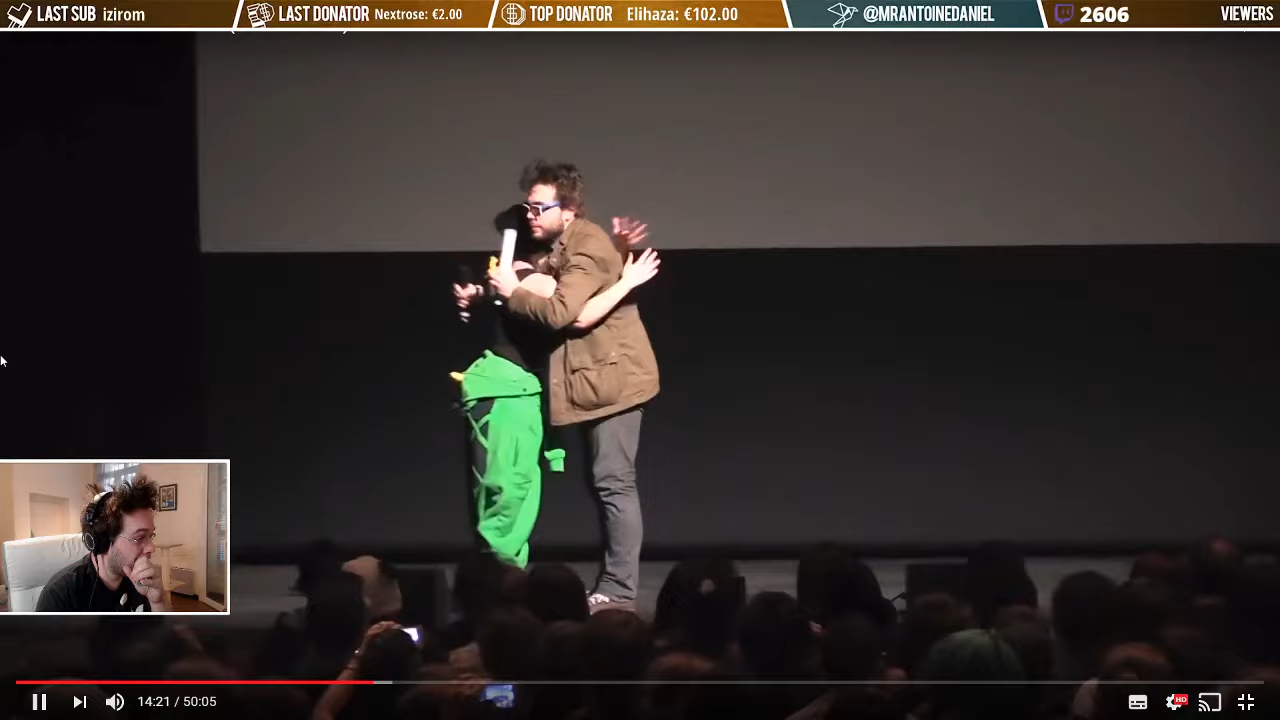 LAST SUB izirom
LAST DONATOR Nextrose: €2.00
TOP DONATOR Elihaza: €102.00
@MRANTOINEDANIEL
2606 VIEWERS
14:21 / 50:05
HD